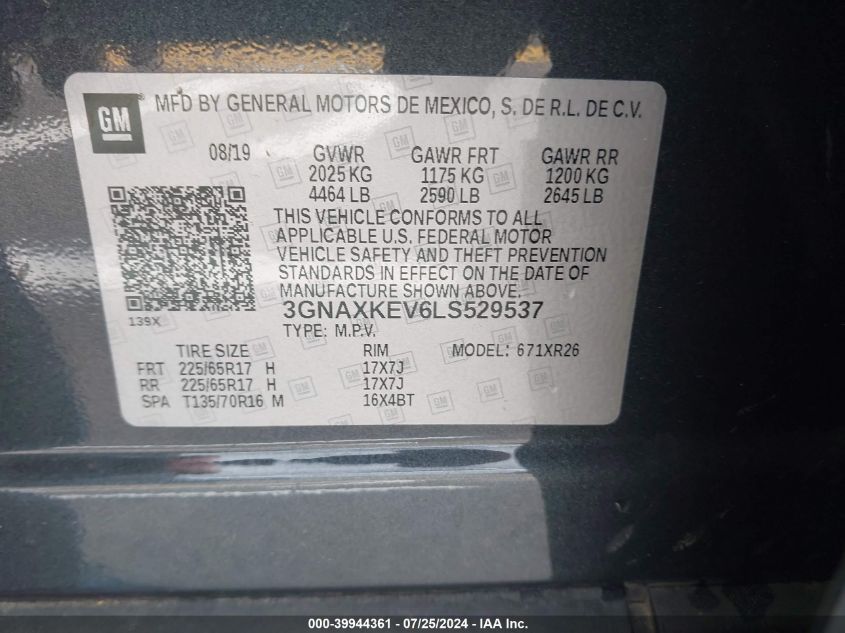 GM
MFD BY GENERAL MOTORS DE MEXICO, S. DE R.L. DE C.V.
08/19 GVWR GAWR FRT GAWR RR
2025 KG 1175 KG 1200 KG
4464 LB 2590 LB 2645 LB
THIS VEHICLE CONFORMS TO ALL
APPLICABLE U.S. FEDERAL MOTOR
VEHICLE SAFETY AND THEFT PREVENTION
STANDARDS IN EFFECT ON THE DATE OF
MANUFACTURE SHOWN ABOVE.
139X
3GNAXKEV6LS529537
TYPE: M.P.V.
TIRE SIZE RIM MODEL: 671XR26
FRT 225/65R17 H 17X7J
RR 225/65R17 H 17X7J
SPA T135/70R16 M 16X4BT
000-39944361 - 07/25/2024 - IAA Inc.